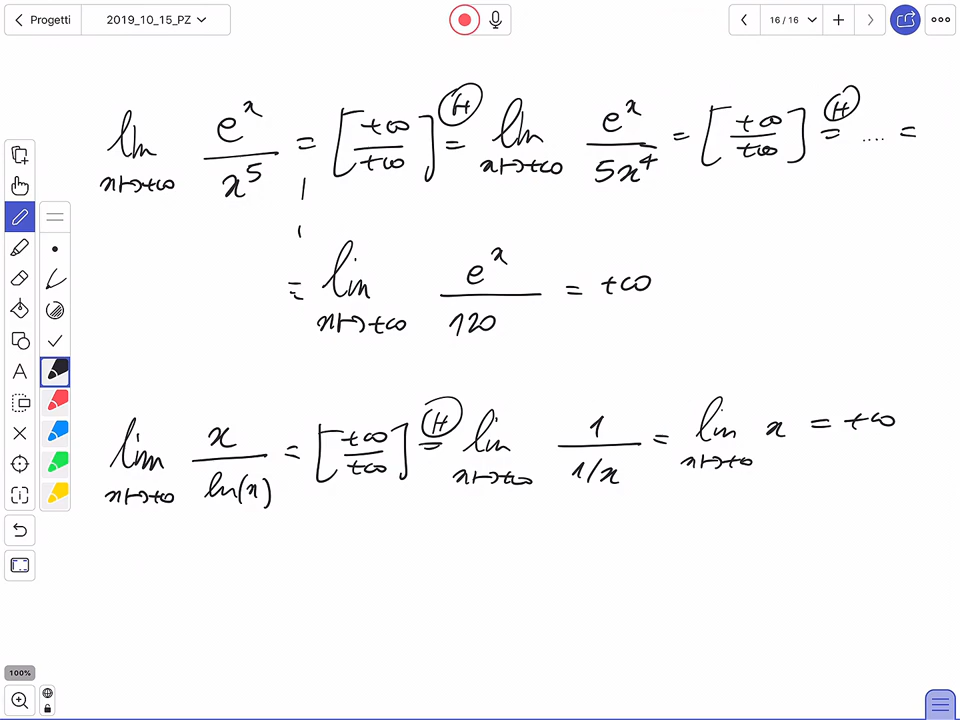 Progetti 2019_10_15_PZ 16/16
lim x→+∞ e^x / x^5 = [+∞ / +∞] (H) = lim x→+∞ e^x / 5x^4 = [+∞ / +∞] (H) = .... =
= lim x→+∞ e^x / 120 = +∞
lim x→+∞ x / ln(x) = [+∞ / +∞] (H) = lim x→+∞ 1 / 1/x = lim x→+∞ x = +∞
A
100%